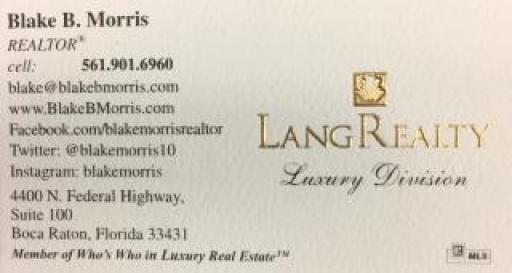 Blake B. Morris
REALTOR®
cell: 561.901.6960
blake@blakebmorris.com
www.BlakeBMorris.com
Facebook.com/blakemorrisrealtor
Twitter: @blakemorris10
Instagram: blakemorris
4400 N. Federal Highway,
Suite 100
Boca Raton, Florida 33431
Member of Who's Who in Luxury Real Estate™
LANG REALTY
Luxury Division
MLS